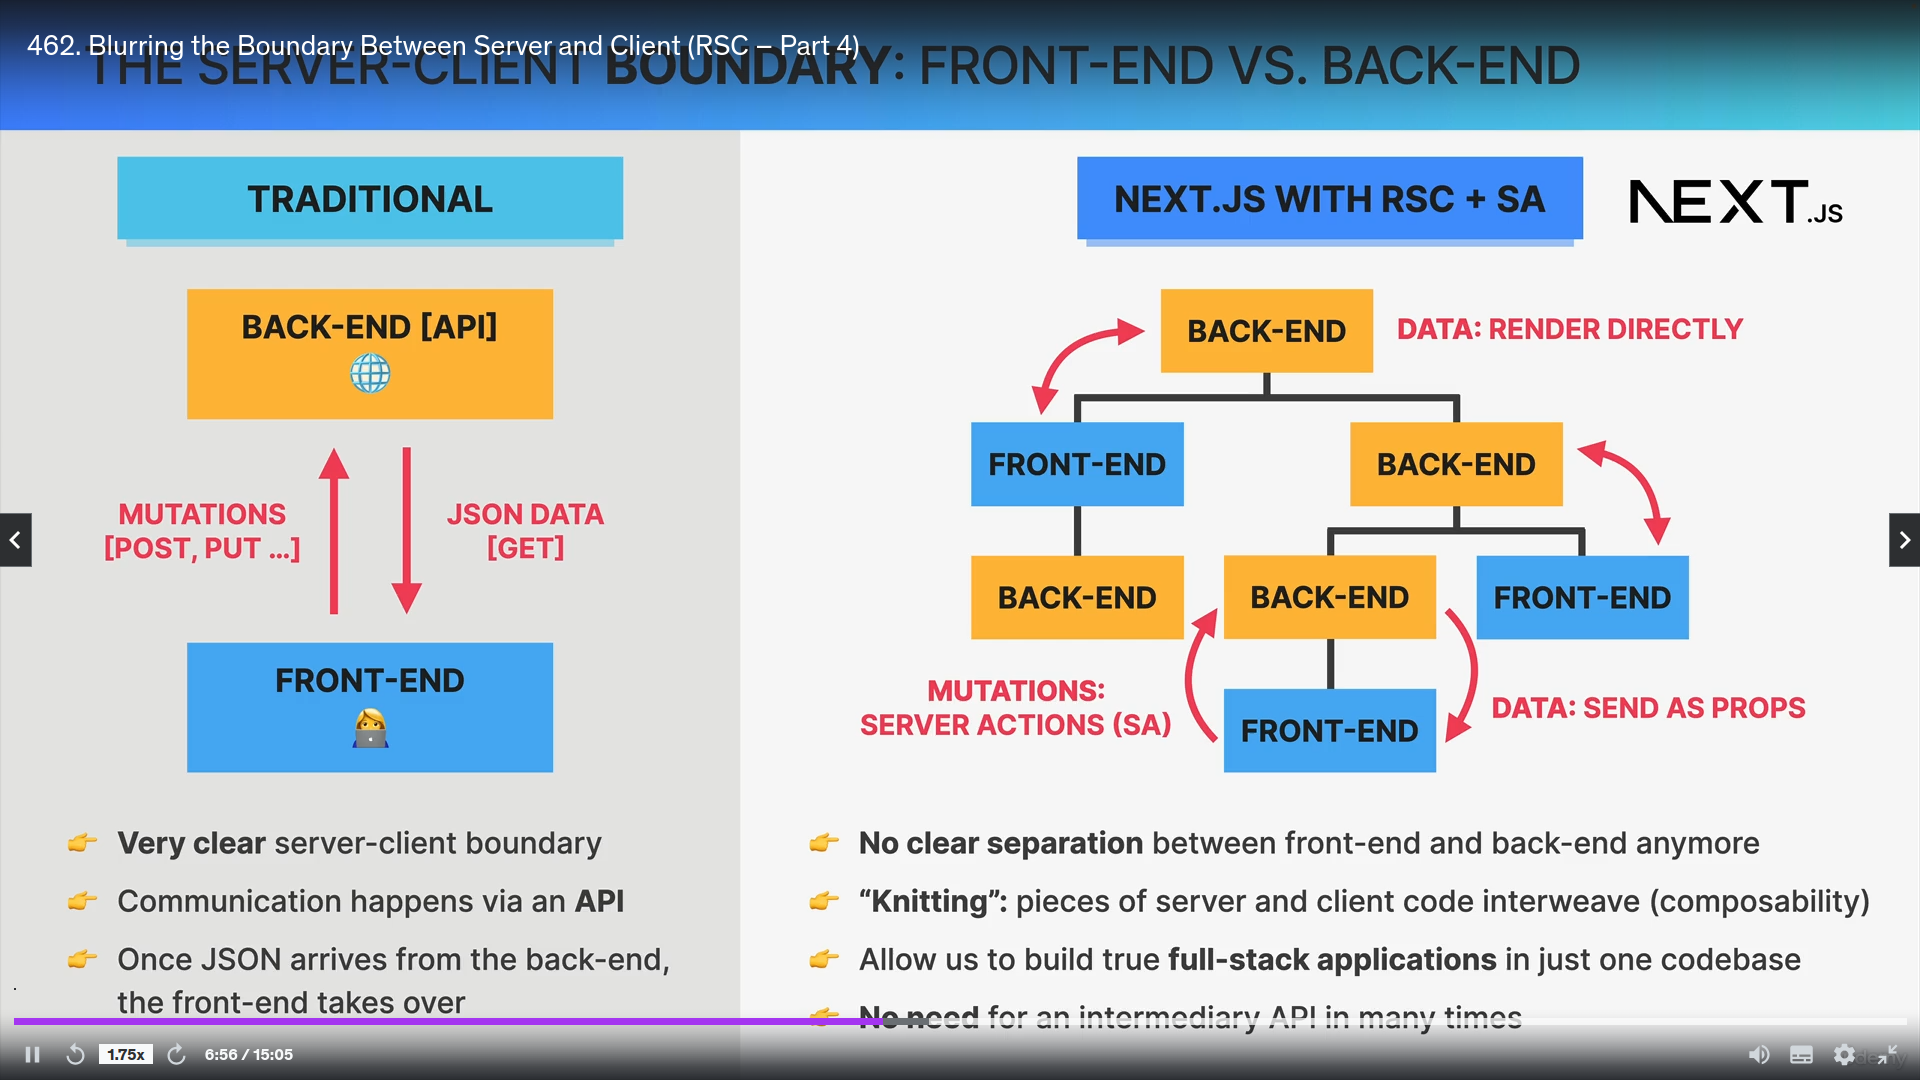 462. Blurring the Boundary Between Server and Client (RSC – Part 4)
THE SERVER-CLIENT BOUNDARY: FRONT-END VS. BACK-END
TRADITIONAL
BACK-END [API]
MUTATIONS
[POST, PUT ...]
JSON DATA
[GET]
FRONT-END
Very clear server-client boundary
Communication happens via an API
Once JSON arrives from the back-end,
the front-end takes over
NEXT.JS WITH RSC + SA
NEXT.JS
BACK-END
DATA: RENDER DIRECTLY
FRONT-END
BACK-END
BACK-END
BACK-END
FRONT-END
MUTATIONS:
SERVER ACTIONS (SA)
FRONT-END
DATA: SEND AS PROPS
No clear separation between front-end and back-end anymore
“Knitting”: pieces of server and client code interweave (composability)
Allow us to build true full-stack applications in just one codebase
No need for an intermediary API in many times
1.75x
6:56 / 15:05